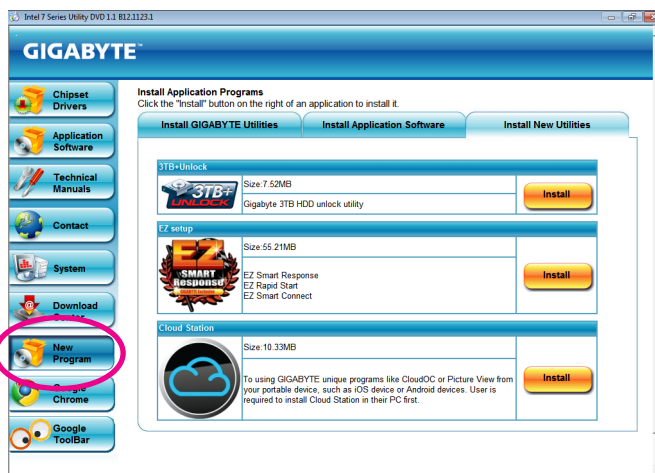 Intel 7 Series Utility DVD 1.1 B12.1123.1
GIGABYTE™
Chipset
Drivers
Application
Software
Technical
Manuals
Contact
System
Download
Center
New
Program
Google
Chrome
Google
ToolBar
Install Application Programs
Click the "Install" button on the right of an application to install it.
Install GIGABYTE Utilities
Install Application Software
Install New Utilities
3TB+Unlock
3TB+
UNLOCK
Size:7.52MB
Gigabyte 3TB HDD unlock utility
Install
EZ setup
EZ
SMART
Response
Size:55.21MB
EZ Smart Response
EZ Rapid Start
EZ Smart Connect
Install
Cloud Station
Size:10.33MB
To using GIGABYTE unique programs like CloudOC or Picture View from
your portable device, such as iOS device or Android devices. User is
required to install Cloud Station in their PC first.
Install